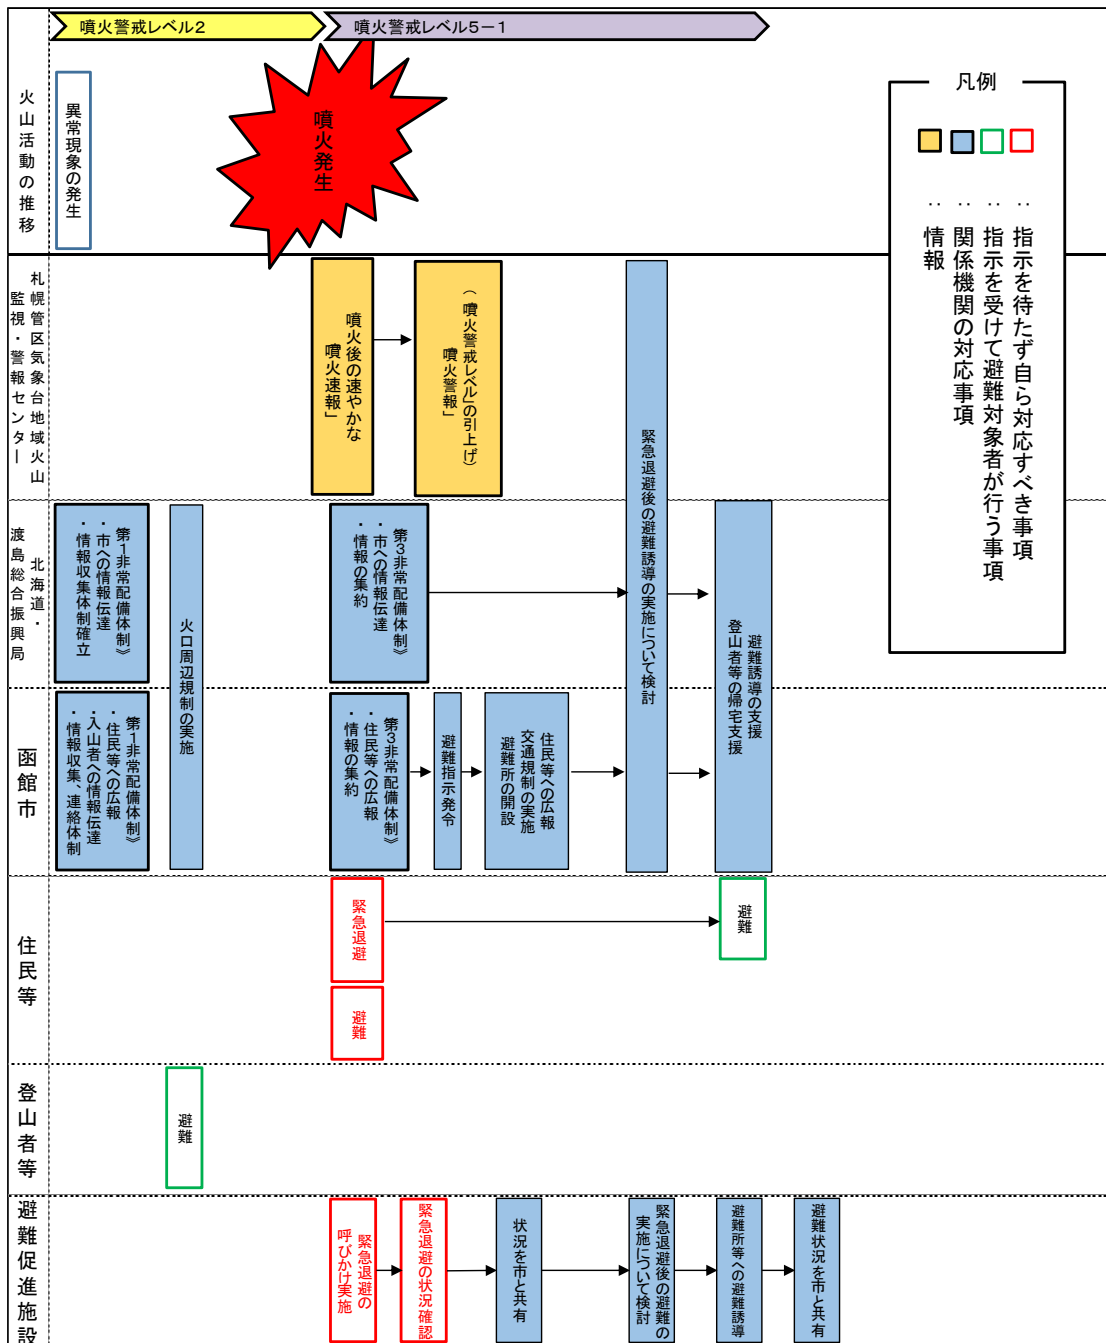 噴火警戒レベル2
噴火警戒レベル5－1
火山活動の推移
異常現象の発生
噴火発生
凡例
指示を待たず自ら対応すべき事項
指示を受けて避難対象者が行う事項
関係機関の対応事項
情報
札幌管区気象台地域火山
監視・警報センター
噴火後の速やかな
噴火速報」
（「噴火警戒レベル」の引上げ）
噴火警報」
緊急退避後の避難誘導の実施について検討
北海道・
渡島総合振興局
第1非常配備体制》
・市への情報伝達
・情報収集体制確立
火口周辺規制の実施
第3非常配備体制》
・市への情報伝達
・情報の集約
避難誘導の支援
登山者等の帰宅支援
函館市
第1非常配備体制》
・住民等への広報
・入山者への情報伝達
・情報収集、連絡体制
第3非常配備体制》
・住民等への広報
・情報の集約
避難指示発令
住民等への広報
交通規制の実施
避難所の開設
住民等
緊急退避
避難
避難
登山者等
避難
避難促進施設
緊急退避の
呼びかけ実施
緊急退避の状況確認
状況を市と共有
緊急退避後の避難の
実施について検討
避難所等への避難誘導
避難状況を市と共有